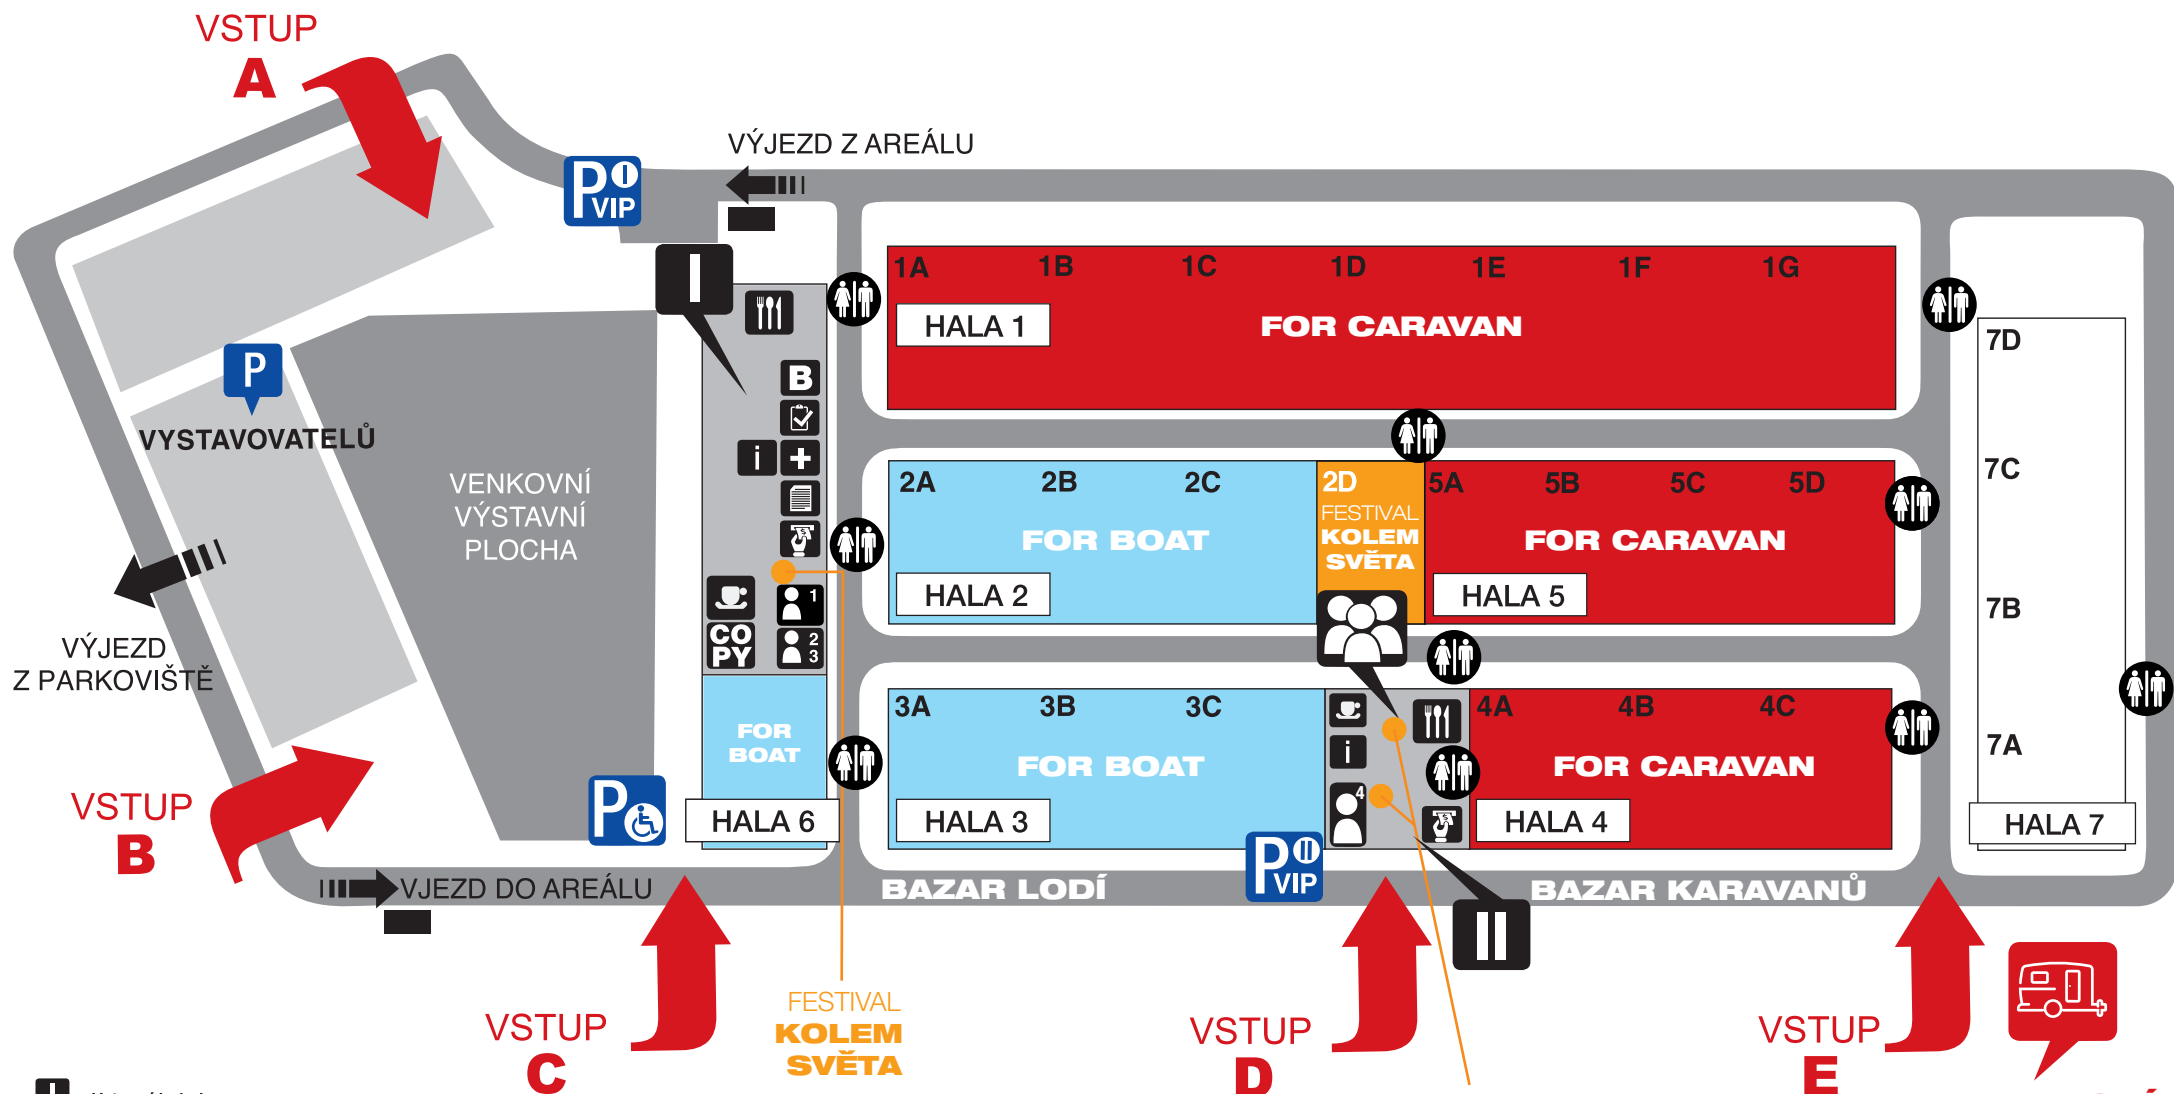 VSTUP
A
VÝJEZD Z AREÁLU
P I
VIP
I
1A 1B 1C 1D 1E 1F 1G
HALA 1
FOR CARAVAN
7D
7C
7B
7A
HALA 7
P
VYSTAVOVATELŮ
VENKOVNÍ
VÝSTAVNÍ
PLOCHA
B
i
CO
PY
1
2
3
2A 2B 2C
FOR BOAT
HALA 2
2D
FESTIVAL
KOLEM
SVĚTA
5A 5B 5C 5D
FOR CARAVAN
HALA 5
VÝJEZD
Z PARKOVIŠTĚ
FOR
BOAT
HALA 6
3A 3B 3C
FOR BOAT
HALA 3
i
4
4A 4B 4C
FOR CARAVAN
HALA 4
VSTUP
B
P
P II
VIP
VJEZD DO AREÁLU
BAZAR LODÍ
BAZAR KARAVANŮ
II
FESTIVAL
KOLEM
SVĚTA
VSTUP
C
VSTUP
D
VSTUP
E